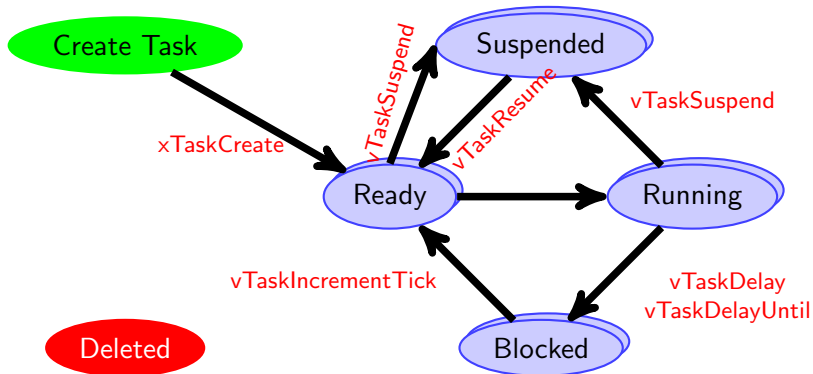 Create Task
Suspended
vTaskSuspend
vTaskResume
vTaskSuspend
xTaskCreate
Ready
Running
vTaskIncrementTick
vTaskDelay
vTaskDelayUntil
Deleted
Blocked